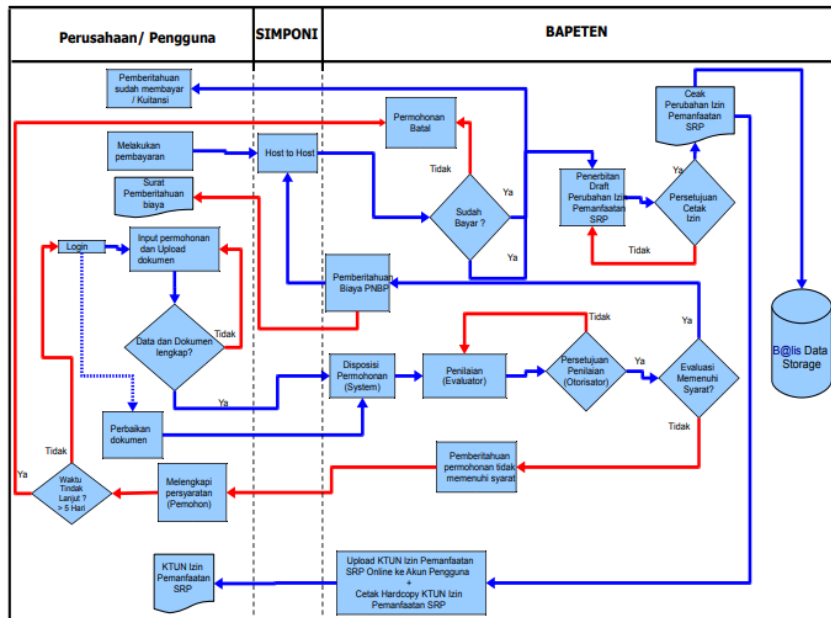 Perusahaan/ Pengguna
SIMPONI
BAPETEN
Pemberitahuan
sudah membayar
/ Kuitansi
Permohonan
Batal
Ceak
Perubahan Izin
Pemanfaatan
SRP
Melakukan
pembayaran
Host to Host
Tidak
Ya
Ya
Surat
Pemberitahuan
biaya
Sudah
Bayar ?
Penerbitan
Draft
Perubahan Izin
Pemanfaatan
SRP
Persetujuan
Cetak
Izin
Tidak
Ya
Login
Input permohonan
dan Upload
dokumen
Pemberitahuan
Biaya PNBP
Tidak
Data dan Dokumen
lengkap?
Tidak
Ya
B@lis Data
Storage
Disposisi
Permohonan
(System)
Penilaian
(Evaluator)
Persetujuan
Penilaian
(Otorisator)
Ya
Evaluasi
Memenuhi
Syarat?
Ya
Perbaikan
dokumen
Tidak
Tidak
Ya
Waktu
Tindak
Lanjut ?
> 5 Hari
Melengkapi
persyaratan
(Pemohon)
Pemberitahuan
permohonan tidak
memenuhi syarat
KTUN Izin
Pemanfaatan
SRP
Upload KTUN Izin Pemanfaatan
SRP Online ke Akun Pengguna
+
Cetak Hardcopy KTUN Izin
Pemanfaatan SRP